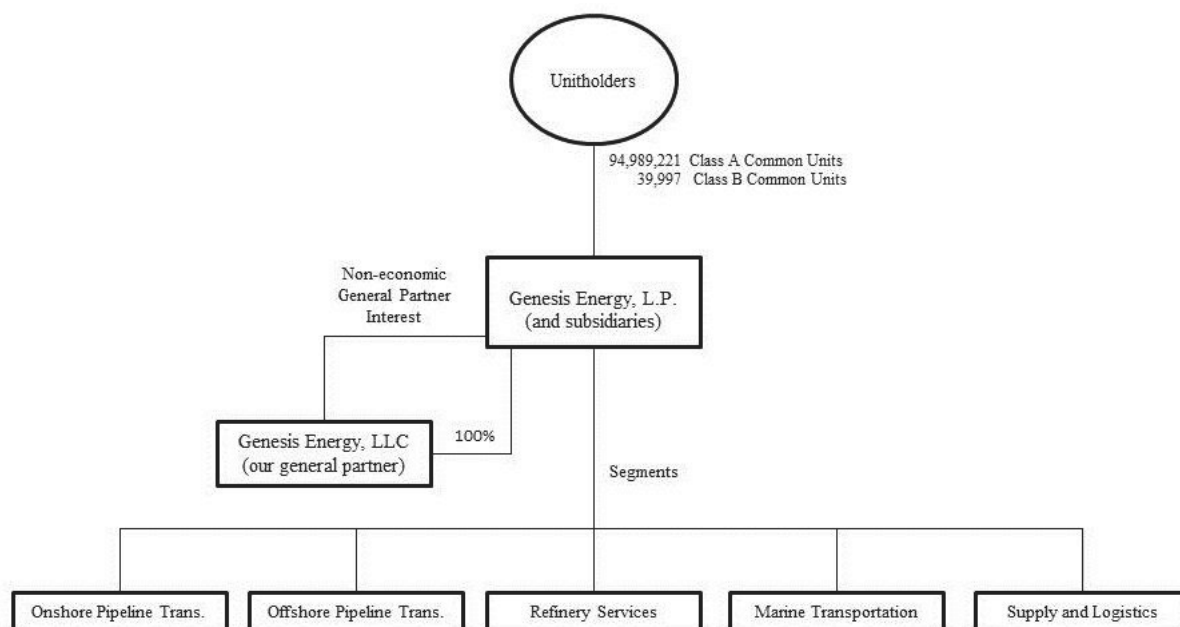 Unitholders
94,989,221 Class A Common Units
39,997 Class B Common Units
Non-economic
General Partner
Interest
Genesis Energy, L.P.
(and subsidiaries)
Genesis Energy, LLC
(our general partner)
100%
Segments
Onshore Pipeline Trans.
Offshore Pipeline Trans.
Refinery Services
Marine Transportation
Supply and Logistics